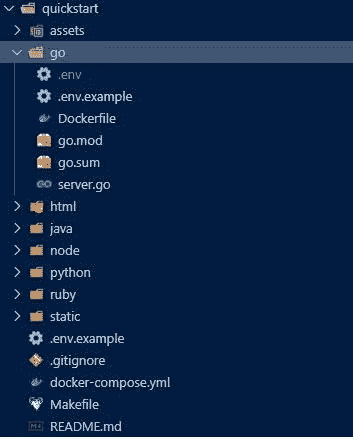 quickstart
assets
go
.env
.env.example
Dockerfile
go.mod
go.sum
server.go
html
java
node
python
ruby
static
.env.example
.gitignore
docker-compose.yml
Makefile
README.md